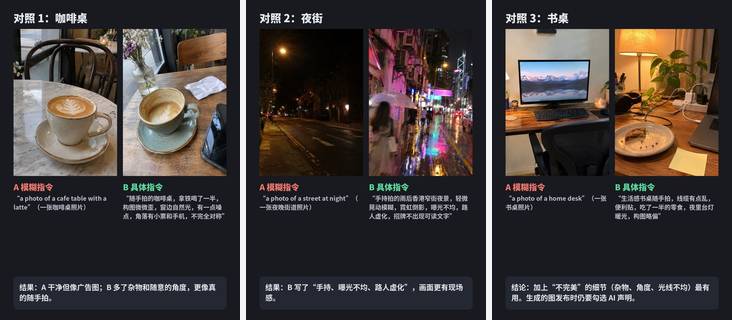 对照 1：咖啡桌
A 模糊指令
“a photo of a cafe table with a
latte”（一张咖啡桌照片）
B 具体指令
“随手拍的咖啡桌，拿铁喝了一半，
构图微微歪，窗边自然光，有一点噪
点，角落有小票和手机，不完全对称”
结果：A 干净但像广告图；B 多了杂物和随意的角度，更像真
的随手拍。
对照 2：夜街
A 模糊指令
“a photo of a street at night”（
一张夜晚街道照片）
B 具体指令
“手持拍的雨后香港窄街夜景，轻微
晃动模糊，霓虹倒影，曝光不均，路
人虚化，招牌不出现可读文字”
结果：B 写了“手持、曝光不均、路人虚化”，画面更有现场
感。
对照 3：书桌
A 模糊指令
“a photo of a home desk”（一张
书桌照片）
B 具体指令
“生活感书桌随手拍，线缆有点乱，
便利贴，吃了一半的零食，夜里台灯
暖光，构图略偏”
结论：加上“不完美”的细节（杂物、角度、光线不均）最有
用。生成的图发布时仍要勾选 AI 声明。